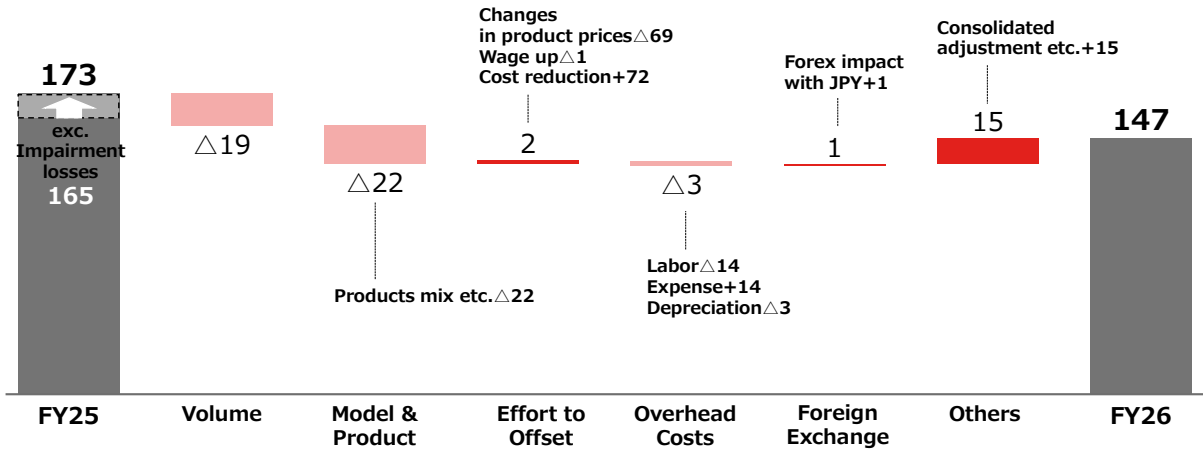 173
exc.
Impairment
losses
165
△19
△22
Products mix etc.△22
Changes
in product prices△69
Wage up△1
Cost reduction+72
2
△3
Labor△14
Expense+14
Depreciation△3
Forex impact
with JPY+1
1
Consolidated
adjustment etc.+15
15
147
FY25
Volume
Model &
Product
Effort to
Offset
Overhead
Costs
Foreign
Exchange
Others
FY26